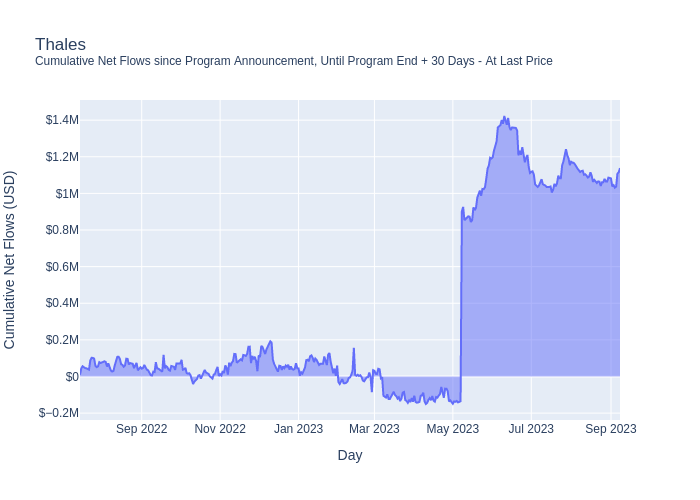 Thales
Cumulative Net Flows since Program Announcement, Until Program End + 30 Days - At Last Price
Cumulative Net Flows (USD)
$1.4M
$1.2M
$1M
$0.8M
$0.6M
$0.4M
$0.2M
$0
$−0.2M
Sep 2022 Nov 2022 Jan 2023 Mar 2023 May 2023 Jul 2023 Sep 2023
Day